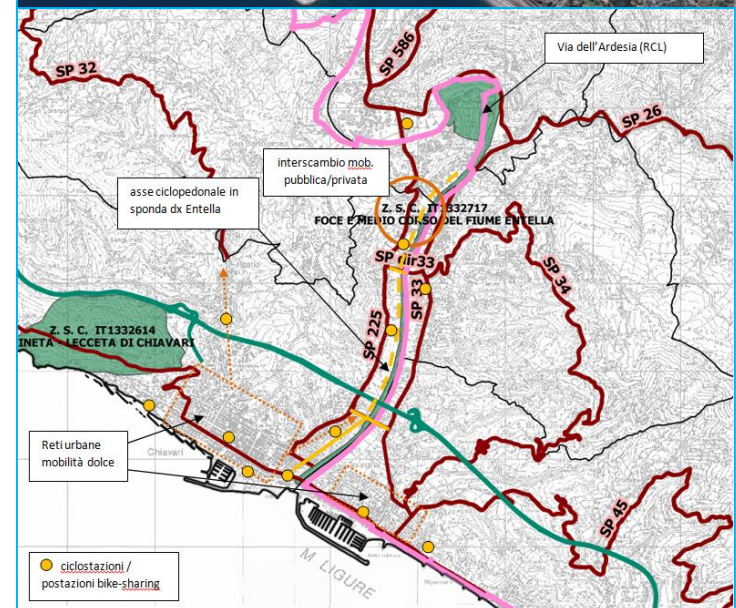 SP 586
Via dell'Ardesia (RCL)
SP 32
SP 26
interscambio mob.
pubblica/privata
asse ciclopedonale in
sponda dx Entella
Z. S. C. IT1332717
FOCE E MEDIO CORSO DEL FIUME ENTELLA
SP dir33
SP 34
SP 33
SP 225
Z. S. C. IT1332614
INETA - LECCETA DI CHIAVARI
Reti urbane
mobilità dolce
Chiavari
SP 45
ciclostazioni /
postazioni bike-sharing
M LIGURE